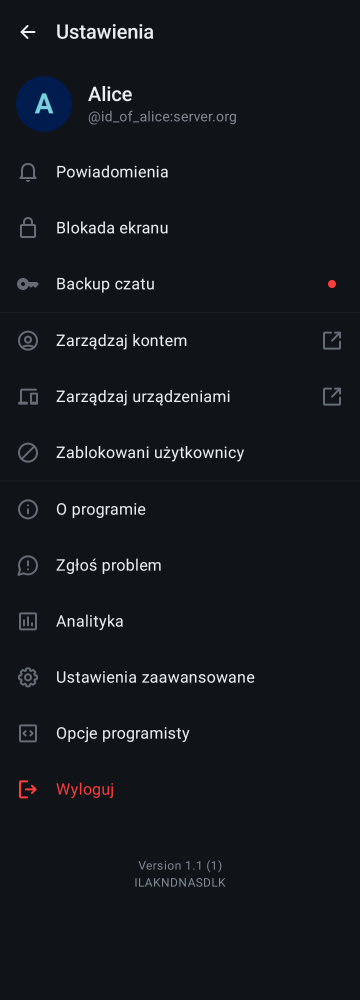 Ustawienia
A
Alice
@id_of_alice:server.org
Powiadomienia
Blokada ekranu
Backup czatu
Zarządzaj kontem
Zarządzaj urządzeniami
Zablokowani użytkownicy
O programie
Zgłoś problem
Analityka
Ustawienia zaawansowane
Opcje programisty
Wyloguj
Version 1.1 (1)
ILAKNDNASDLK